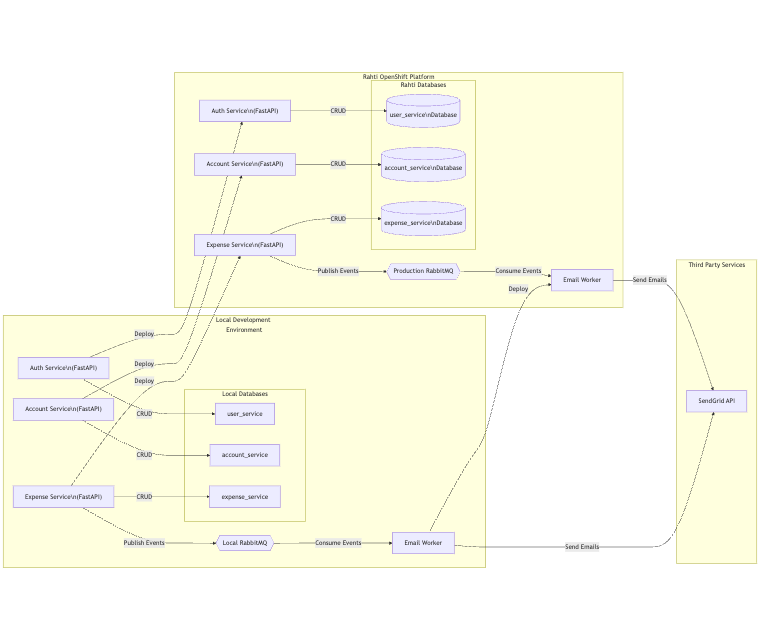 Rahti OpenShift Platform
Rahti Databases
Auth Service\n(FastAPI)
CRUD
user_service\nDatabase
Account Service\n(FastAPI)
CRUD
account_service\nDatabase
CRUD
expense_service\nDatabase
Expense Service\n(FastAPI)
Publish Events
Production RabbitMQ
Consume Events
Email Worker
Send Emails
Deploy
Third Party Services
SendGrid API
Local Development
Environment
Deploy
Auth Service\n(FastAPI)
Deploy
Deploy
Local Databases
Account Service\n(FastAPI)
CRUD
user_service
CRUD
account_service
Expense Service\n(FastAPI)
CRUD
expense_service
Publish Events
Local RabbitMQ
Consume Events
Email Worker
Send Emails